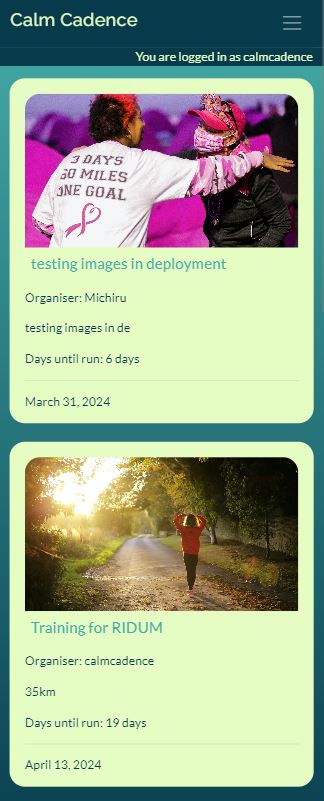 Calm Cadence
You are logged in as calmcadence
3 DAYS
60 MILES
ONE GOAL
testing images in deployment
Organiser: Michiru
testing images in de
Days until run: 6 days
March 31, 2024
Training for RIDUM
Organiser: calmcadence
35km
Days until run: 19 days
April 13, 2024